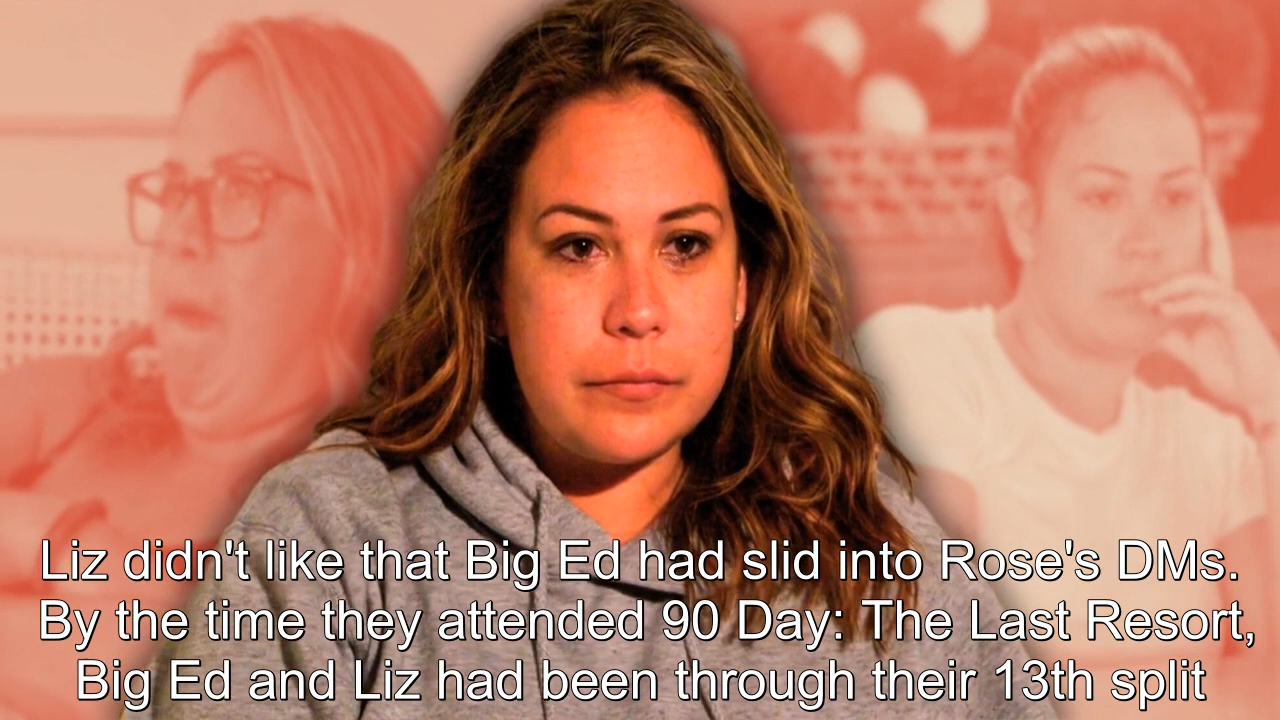 Liz didn't like that Big Ed had slid into Rose's DMs.
By the time they attended 90 Day: The Last Resort,
Big Ed and Liz had been through their 13th split